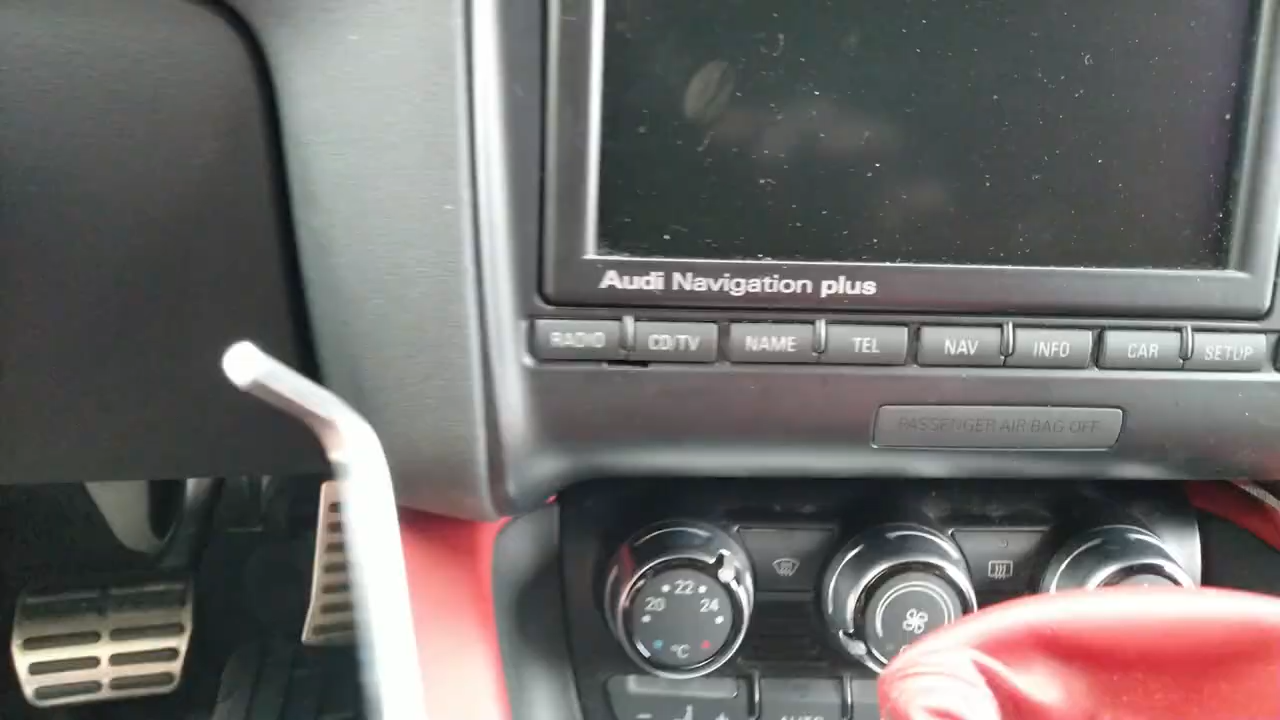 Audi Navigation plus
RADIO CD/TV NAME TEL NAV INFO CAR SETUP
PASSENGER AIR BAG OFF
22
20 24
°C
AUTO